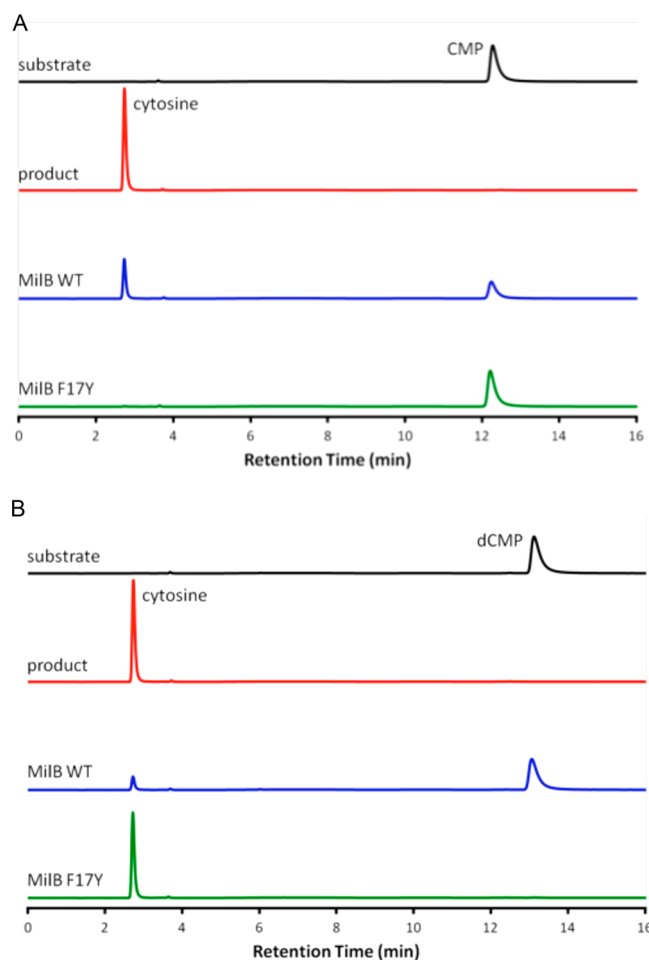 A
substrate
CMP
cytosine
product
MilB WT
MilB F17Y
0 2 4 6 8 10 12 14 16
Retention Time (min)
B
substrate
dCMP
cytosine
product
MilB WT
MilB F17Y
0 2 4 6 8 10 12 14 16
Retention Time (min)